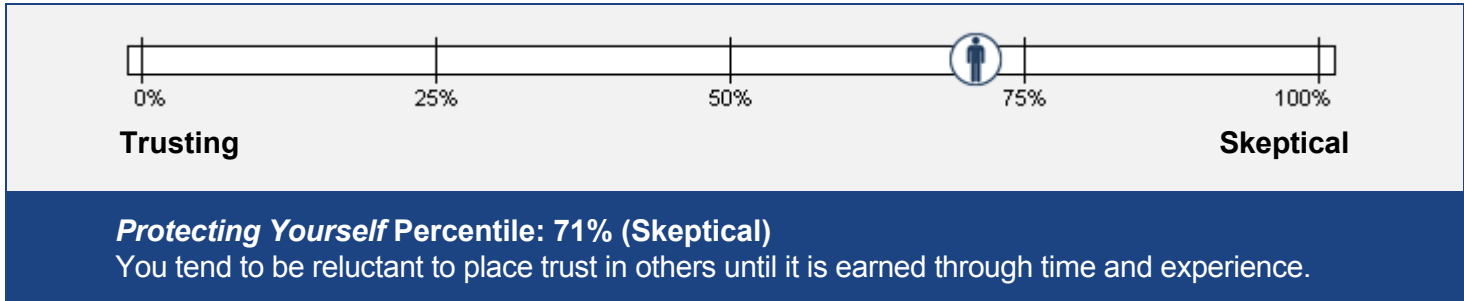 0% 25% 50% 75% 100%
Trusting Skeptical
Protecting Yourself Percentile: 71% (Skeptical)
You tend to be reluctant to place trust in others until it is earned through time and experience.